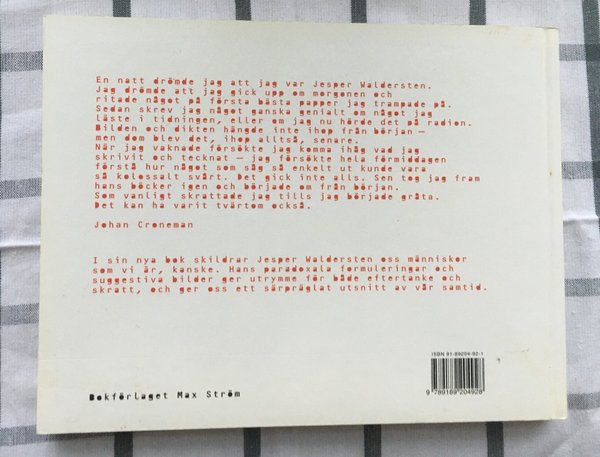 En natt drömde jag att jag var Jesper Waldersten.
Jag drömde att jag gick upp om morgonen och
ritade något på första bästa papper jag trampade på.
Sedan skrev jag något ganska genialt om något jag
läste i tidningen, eller om jag nu hörde det på radion.
Bilden och dikten hängde inte ihop från början –
men dom blev det, ihop alltså, senare.
När jag vaknade försökte jag komma ihåg vad jag
skrivit och tecknat – jag försökte hela förmiddagen
förstå hur något som såg så enkelt ut kunde vara
så kolossalt svårt. Det gick inte alls. Sen tog jag fram
hans böcker igen och började om från början.
Som vanligt skrattade jag tills jag började gråta.
Det kan ha varit tvärtom också.
Johan Croneman
I sin nya bok skildrar Jesper Waldersten oss människor
som vi är, kanske. Hans paradoxala formuleringar och
suggestiva bilder ger utrymme för både eftertanke och
skratt, och ger oss ett särpräglat utsnitt av vår samtid.
ISBN 91-89204-92-1
9 789189 204928
Bokförlaget Max Ström